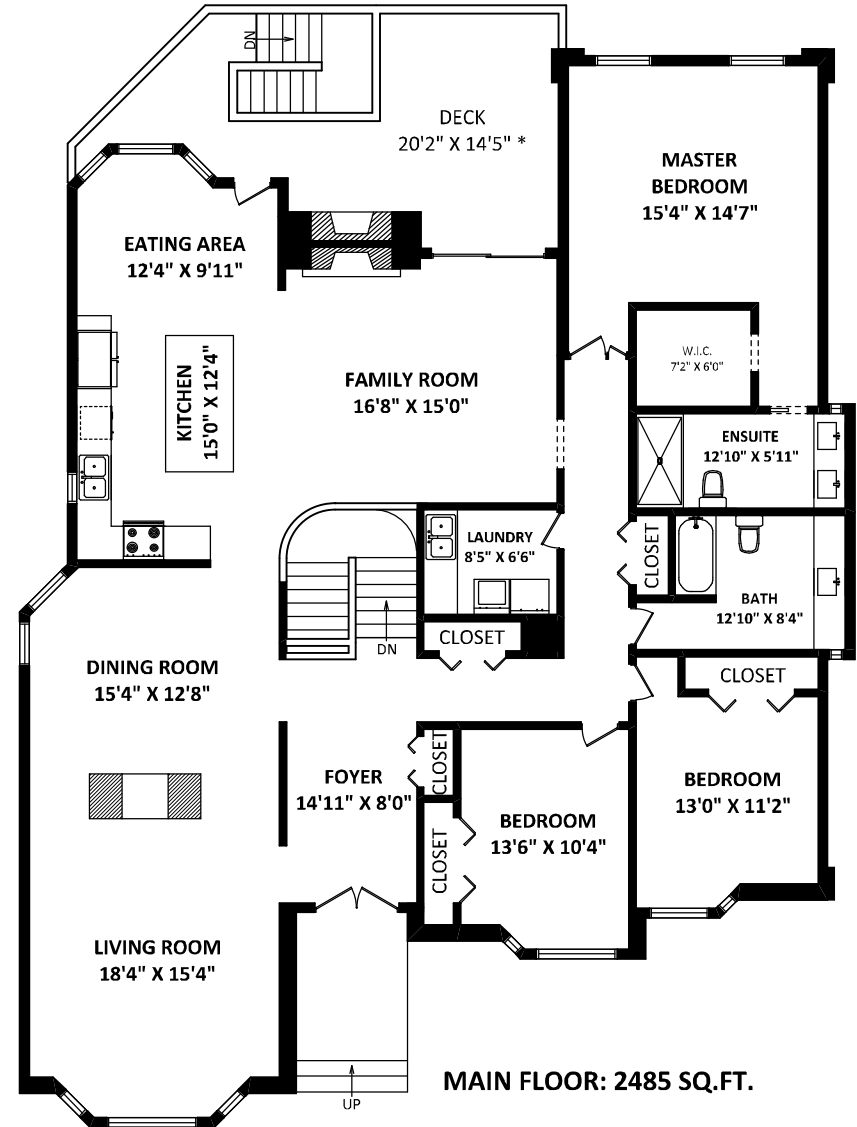 DN
DECK
20'2" X 14'5" *
MASTER
BEDROOM
15'4" X 14'7"
EATING AREA
12'4" X 9'11"
W.I.C.
7'2" X 6'0"
KITCHEN
15'0" X 12'4"
FAMILY ROOM
16'8" X 15'0"
ENSUITE
12'10" X 5'11"
LAUNDRY
8'5" X 6'6"
CLOSET
BATH
12'10" X 8'4"
CLOSET
DN
DINING ROOM
15'4" X 12'8"
CLOSET
FOYER
14'11" X 8'0"
CLOSET
BEDROOM
13'0" X 11'2"
BEDROOM
13'6" X 10'4"
CLOSET
LIVING ROOM
18'4" X 15'4"
MAIN FLOOR: 2485 SQ.FT.
UP